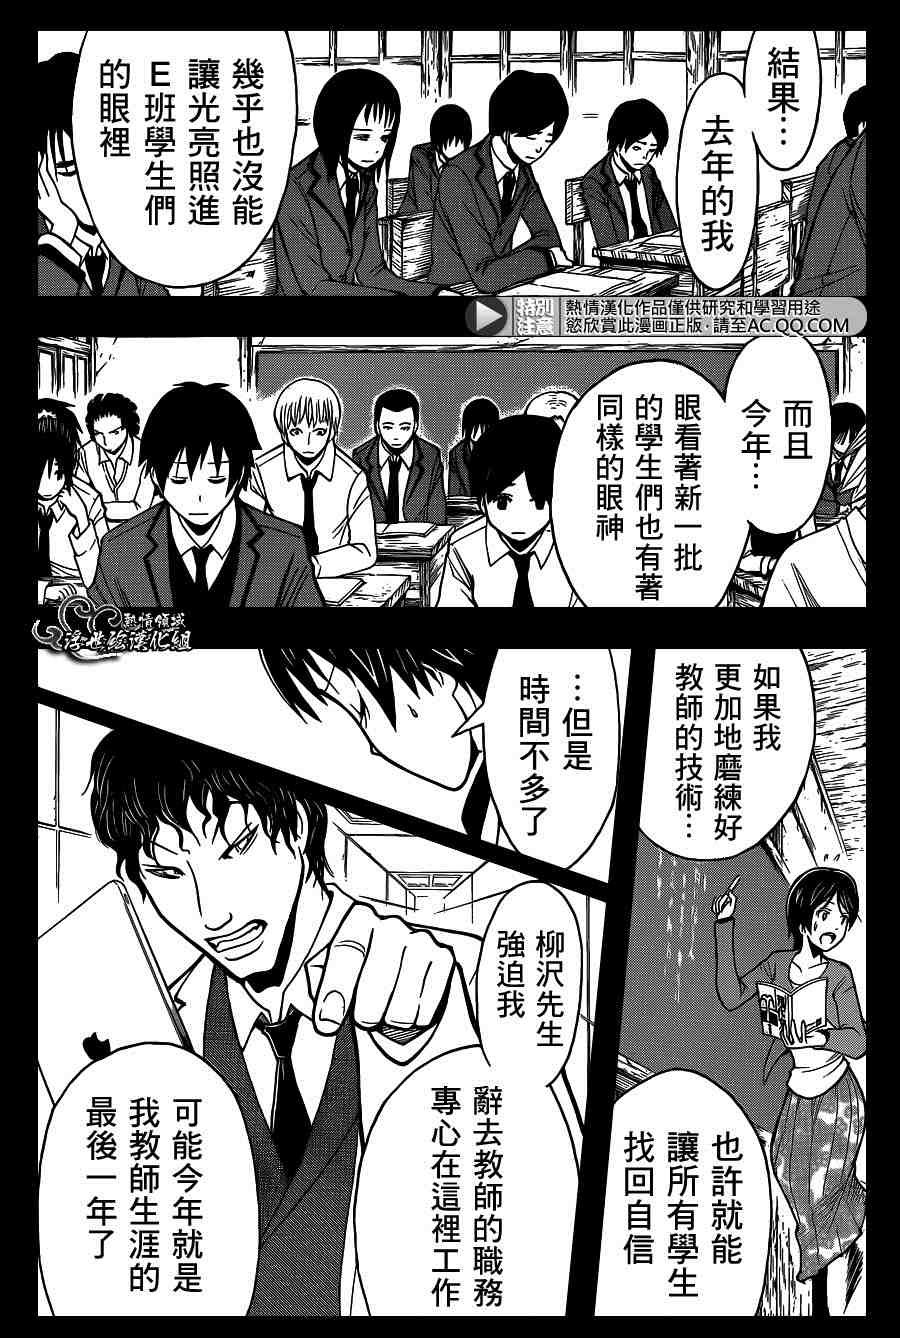 結果…
去年的我
幾乎也沒能
讓光亮照進
E班學生們
的眼裡
特別
注意
熱情漢化作品僅供研究和學習用途
慾欣賞此漫画正版·請至AC.QQ.COM
而且
今年…
眼看著新一批
的學生們也有著
同樣的眼神
熱情領域
浮世繪漢化組
如果我
更加地磨練好
教師的技術…
也許就能
讓所有學生
找回自信
…但是
時間不多了
柳沢先生
強迫我
辭去教師的職務
專心在這裡工作
可能今年就是
我教師生涯的
最後一年了